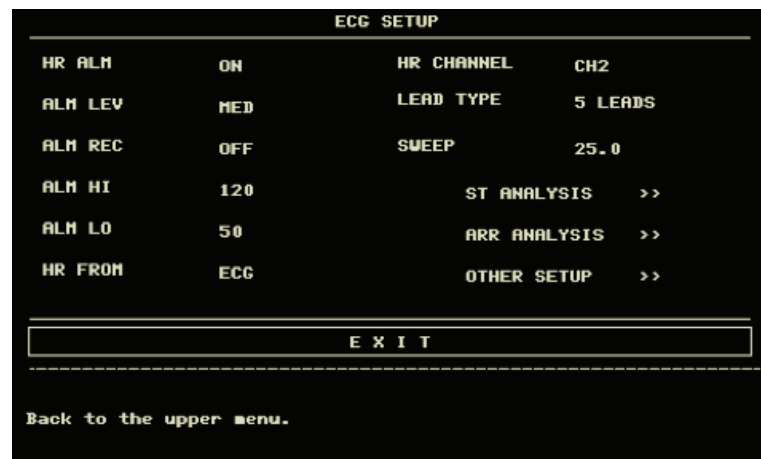 ECG SETUP
HR ALM ON HR CHANNEL CH2
ALM LEV MED LEAD TYPE 5 LEADS
ALM REC OFF SWEEP 25.0
ALM HI 120 ST ANALYSIS >>
ALM LO 50 ARR ANALYSIS >>
HR FROM ECG OTHER SETUP >>
E X I T
Back to the upper menu.